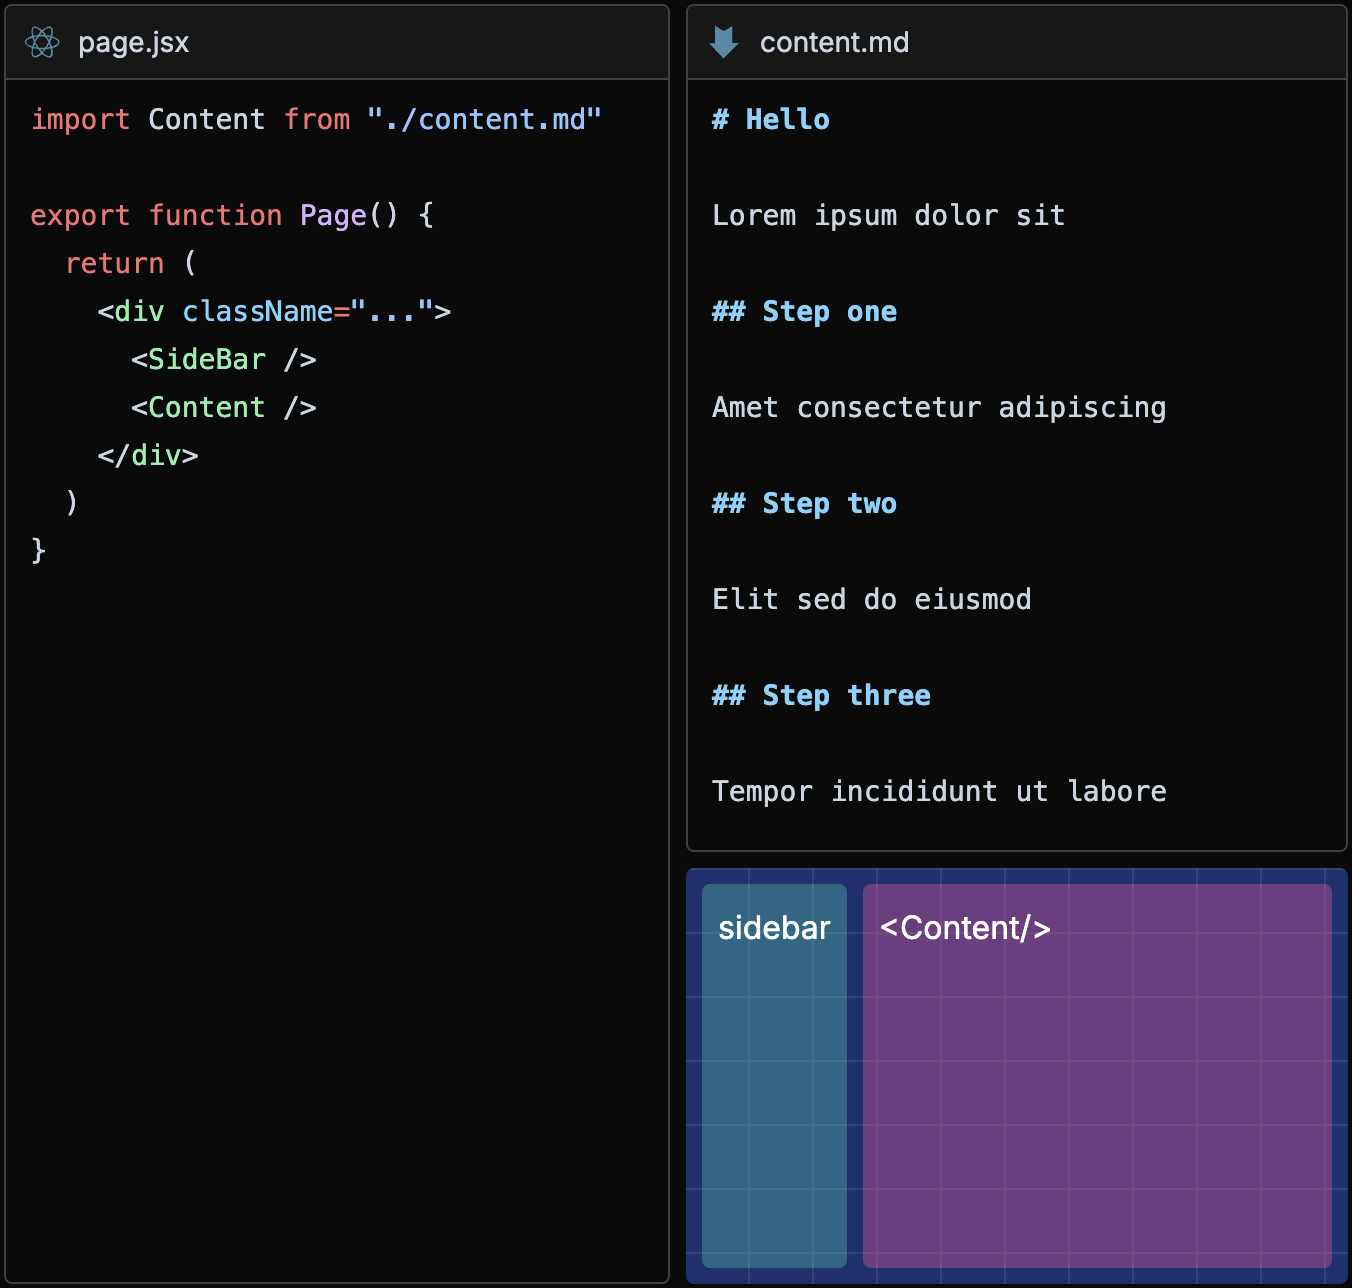 page.jsx
import Content from "./content.md"
export function Page() {
  return (
    <div className="...">
      <SideBar />
      <Content />
    </div>
  )
}
content.md
# Hello
Lorem ipsum dolor sit
## Step one
Amet consectetur adipiscing
## Step two
Elit sed do eiusmod
## Step three
Tempor incididunt ut labore
sidebar
<Content/>